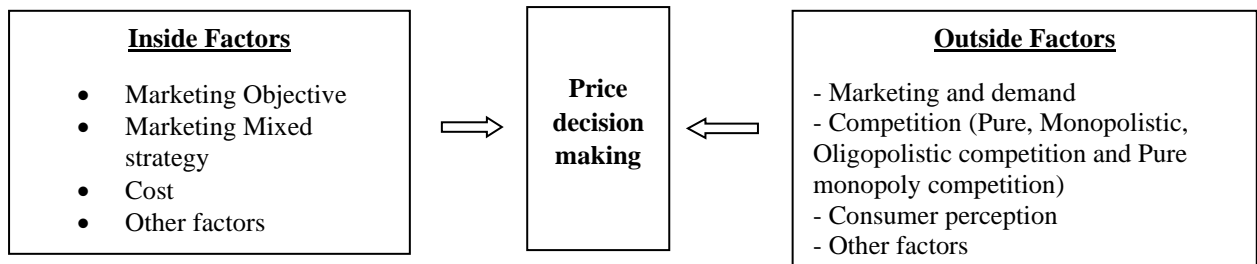 Inside Factors
• Marketing Objective
• Marketing Mixed
strategy
• Cost
• Other factors
Price
decision
making
Outside Factors
- Marketing and demand
- Competition (Pure, Monopolistic,
Oligopolistic competition and Pure
monopoly competition)
- Consumer perception
- Other factors